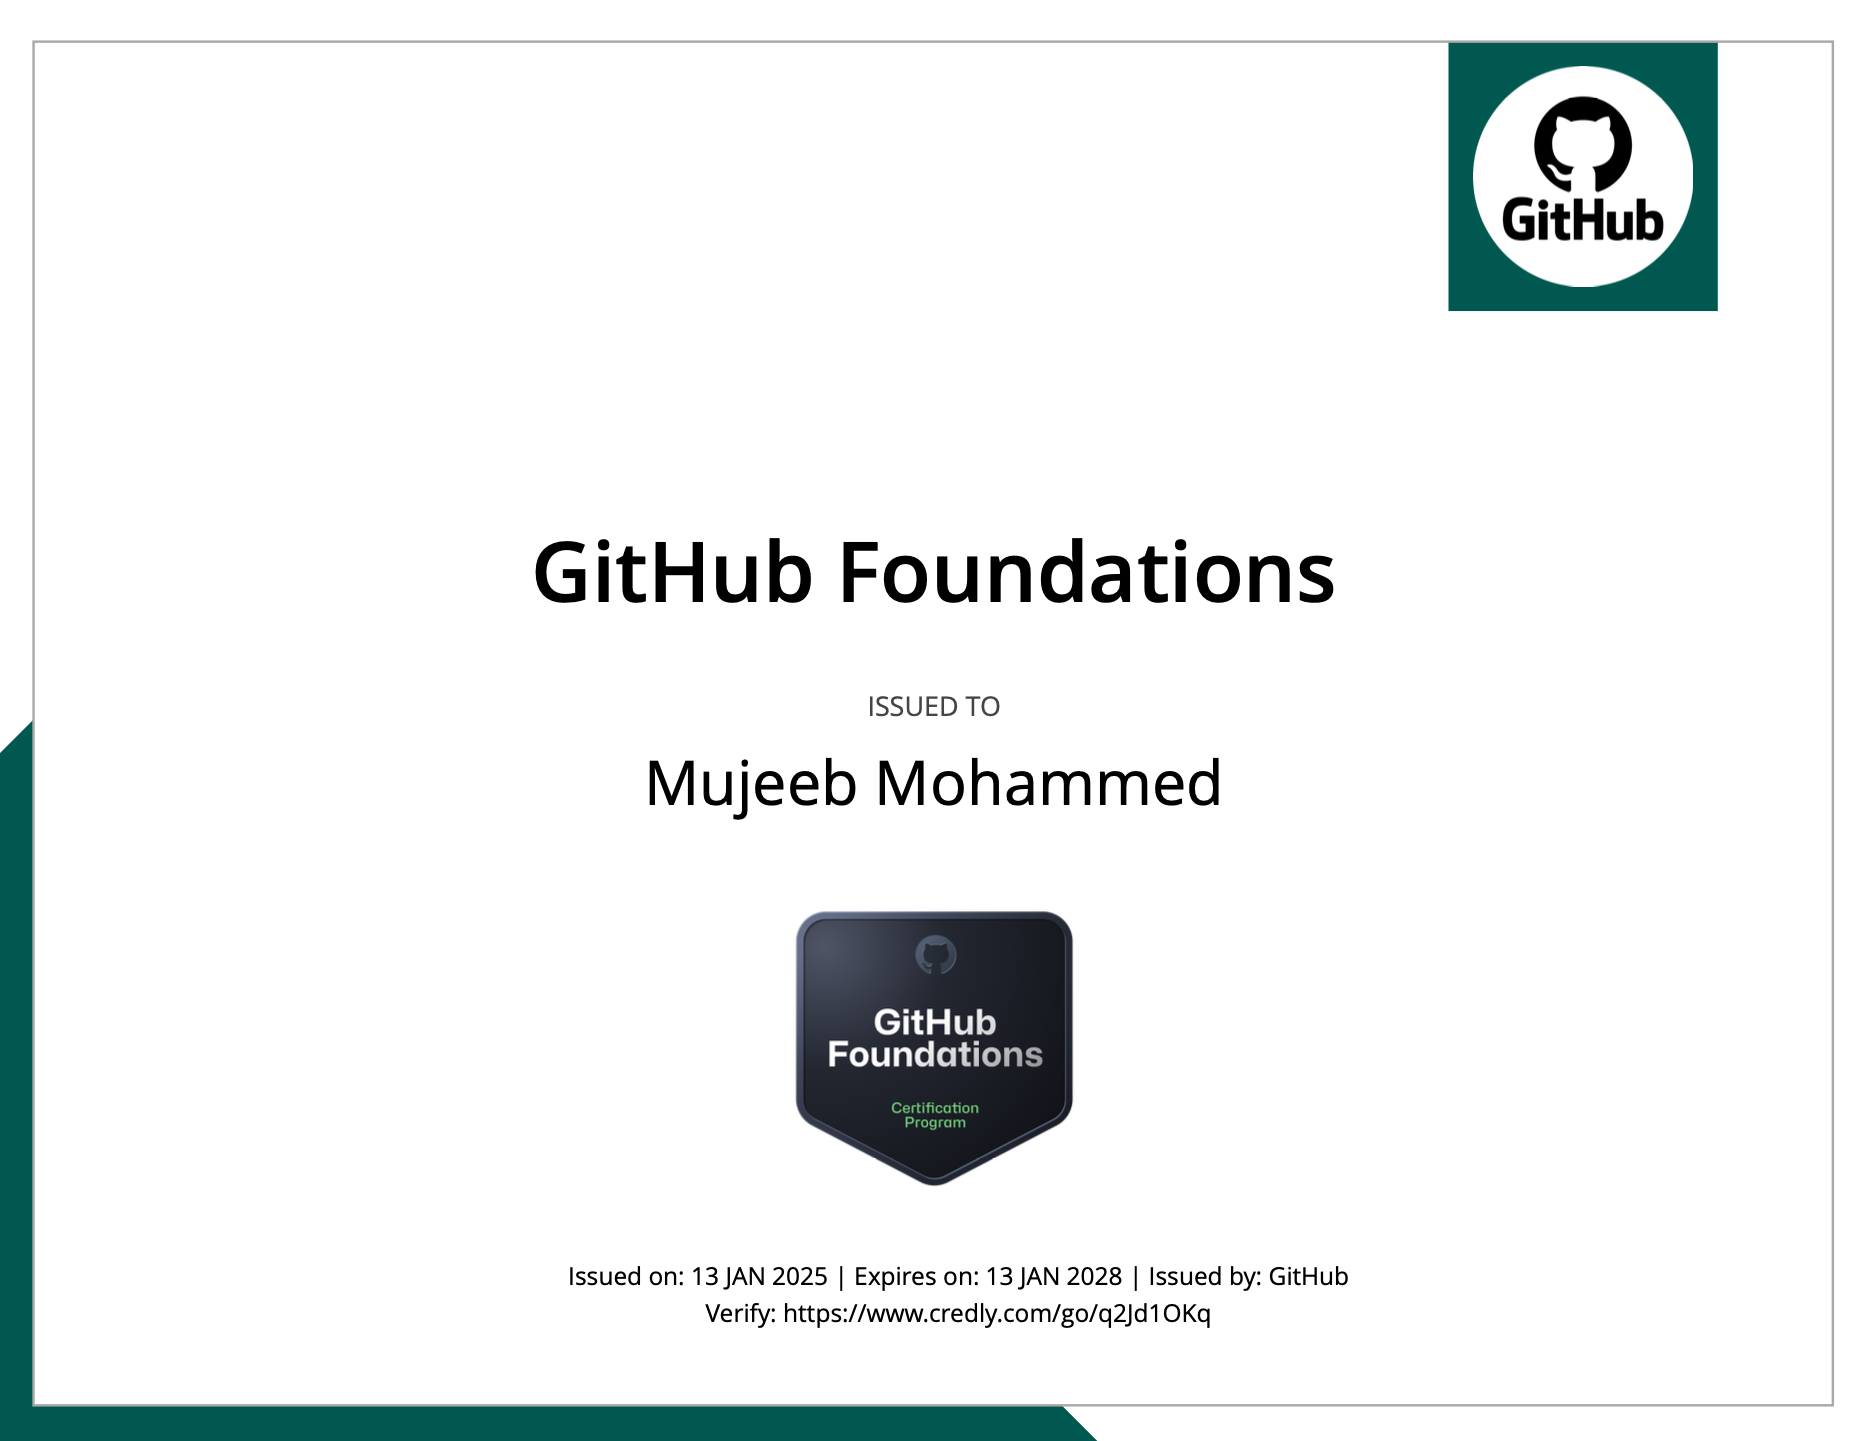 GitHub
GitHub Foundations
ISSUED TO
Mujeeb Mohammed
GitHub
Foundations
Certification
Program
Issued on: 13 JAN 2025 | Expires on: 13 JAN 2028 | Issued by: GitHub
Verify: https://www.credly.com/go/q2Jd1OKq